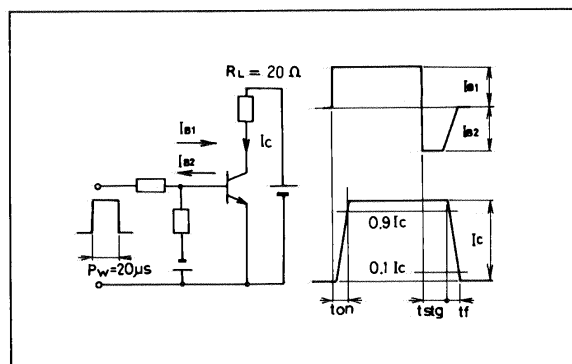 RL = 20 Ω
IB1
IB2
Ic
PW=20μs
IB1
IB2
0.9 Ic
Ic
0.1 Ic
ton
tstg
tf